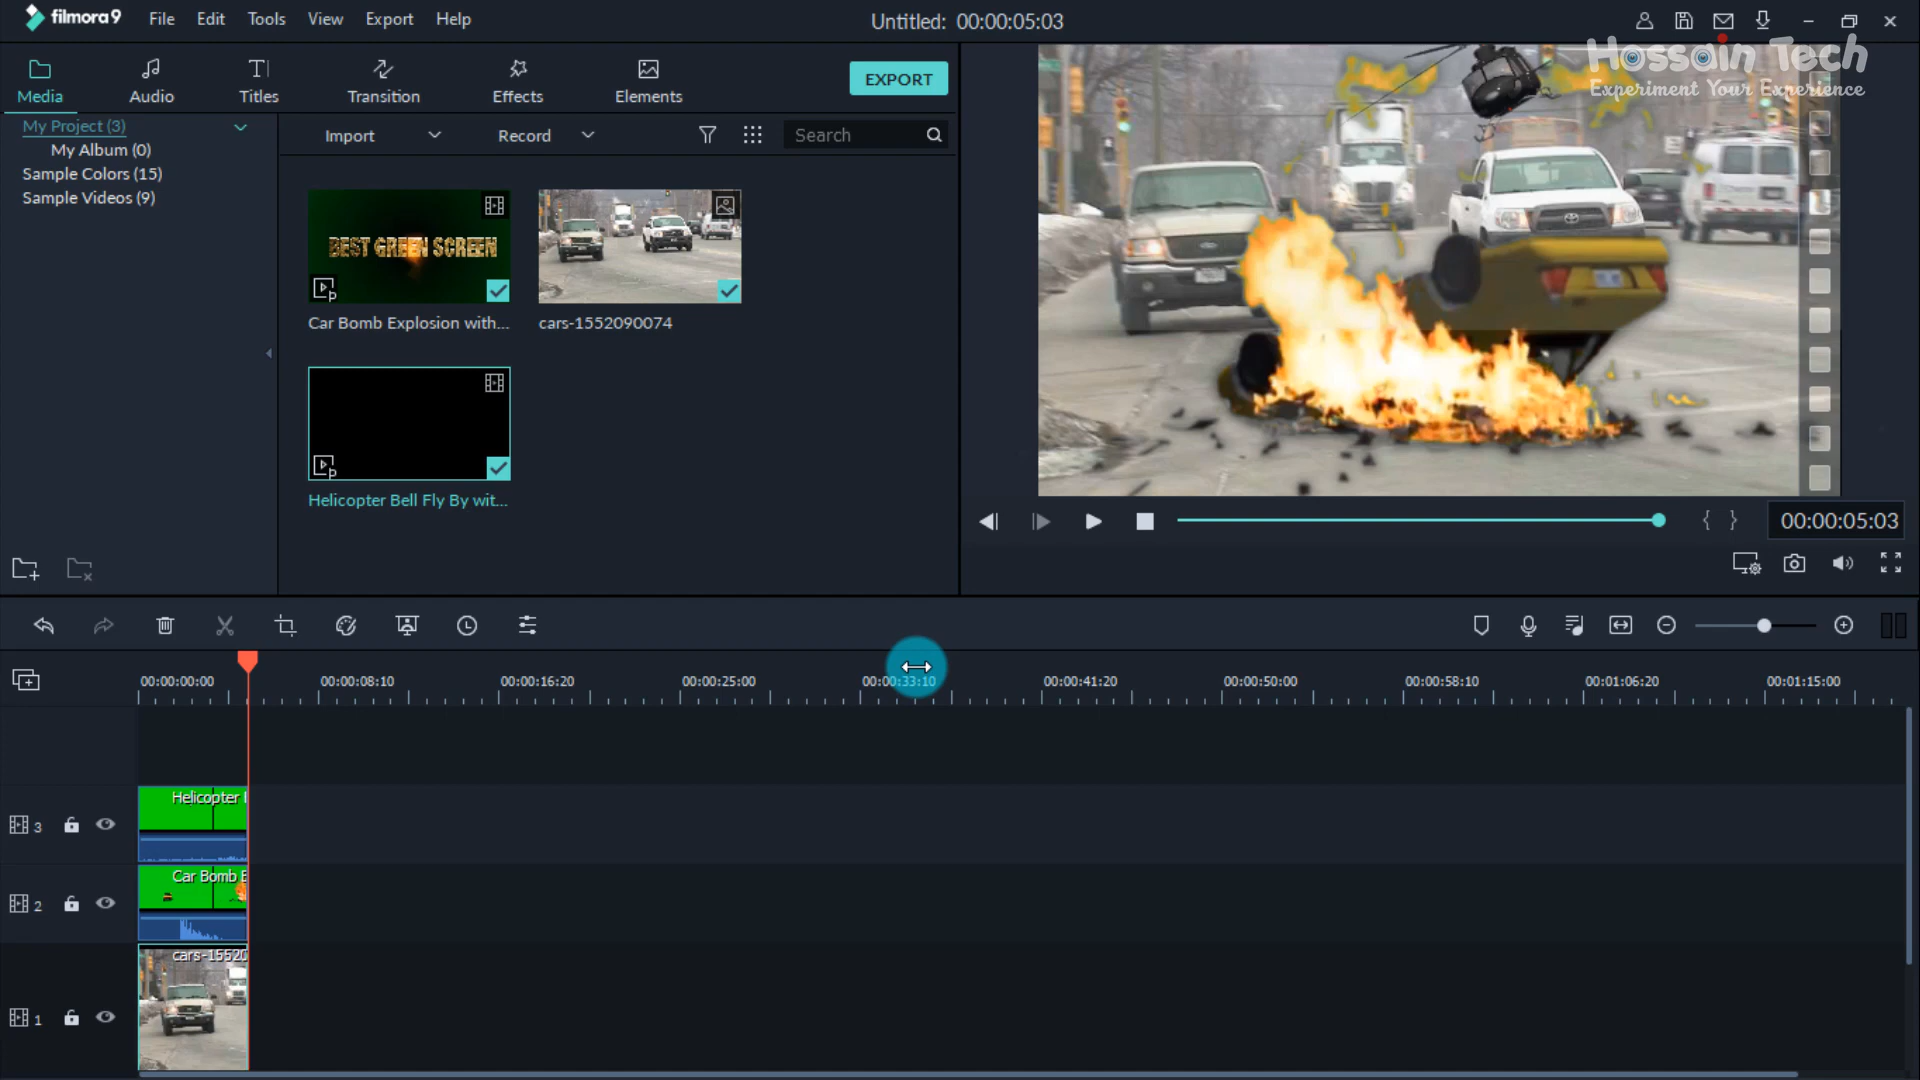 filmora9
File
Edit
Tools
View
Export
Help
Untitled: 00:00:05:03
Media
Audio
Titles
Transition
Effects
Elements
EXPORT
Hossain Tech
Experiment Your Experience
My Project (3)
My Album (0)
Sample Colors (15)
Sample Videos (9)
Import
Record
Search
BEST GREEN SCREEN
Car Bomb Explosion with...
cars-1552090074
Helicopter Bell Fly By wit...
{ }
00:00:05:03
00:00:00:00
00:00:08:10
00:00:16:20
00:00:25:00
00:00:33:10
00:00:41:20
00:00:50:00
00:00:58:10
00:01:06:20
00:01:15:00
3
Helicopter
2
Car Bomb E
1
cars-15520